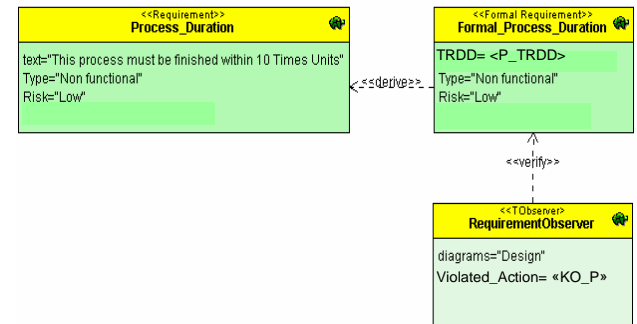 <<Requirement>>
Process_Duration
text="This process must be finished within 10 Times Units"
Type="Non functional"
Risk="Low"
<<Formal Requirement>>
Formal_Process_Duration
TRDD= <P_TRDD>
Type="Non functional"
Risk="Low"
<<derive>>
<<verify>>
<<TObserver>>
RequirementObserver
diagrams="Design"
Violated_Action= «KO_P»